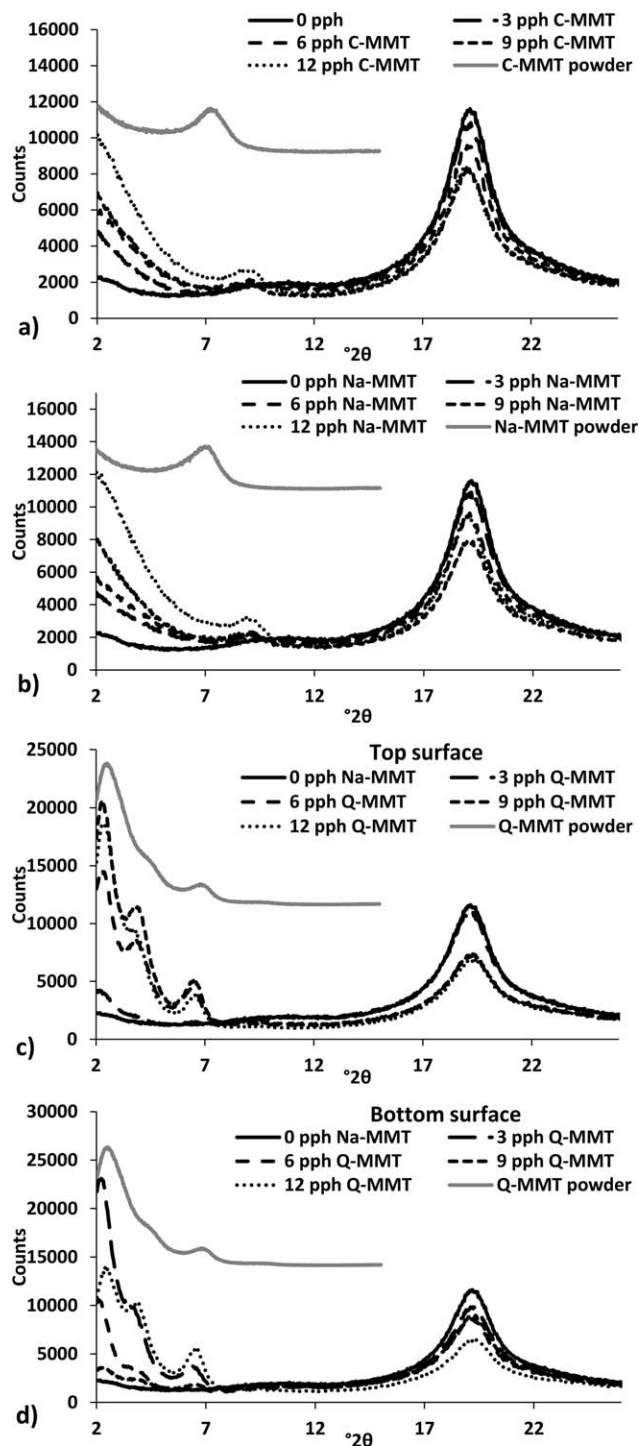 0 pph 3 pph C-MMT
6 pph C-MMT 9 pph C-MMT
12 pph C-MMT C-MMT powder
16000
14000
12000
10000
8000
6000
4000
2000
0
Counts
2 7 12 17 22
°2θ
a)
0 pph Na-MMT 3 pph Na-MMT
6 pph Na-MMT 9 pph Na-MMT
12 pph Na-MMT Na-MMT powder
16000
14000
12000
10000
8000
6000
4000
2000
0
Counts
2 7 12 17 22
°2θ
b)
Top surface
0 pph Na-MMT 3 pph Q-MMT
6 pph Q-MMT 9 pph Q-MMT
12 pph Q-MMT Q-MMT powder
25000
20000
15000
10000
5000
0
Counts
2 7 12 17 22
°2θ
c)
Bottom surface
0 pph Na-MMT 3 pph Q-MMT
6 pph Q-MMT 9 pph Q-MMT
12 pph Q-MMT Q-MMT powder
30000
25000
20000
15000
10000
5000
0
Counts
2 7 12 17 22
°2θ
d)